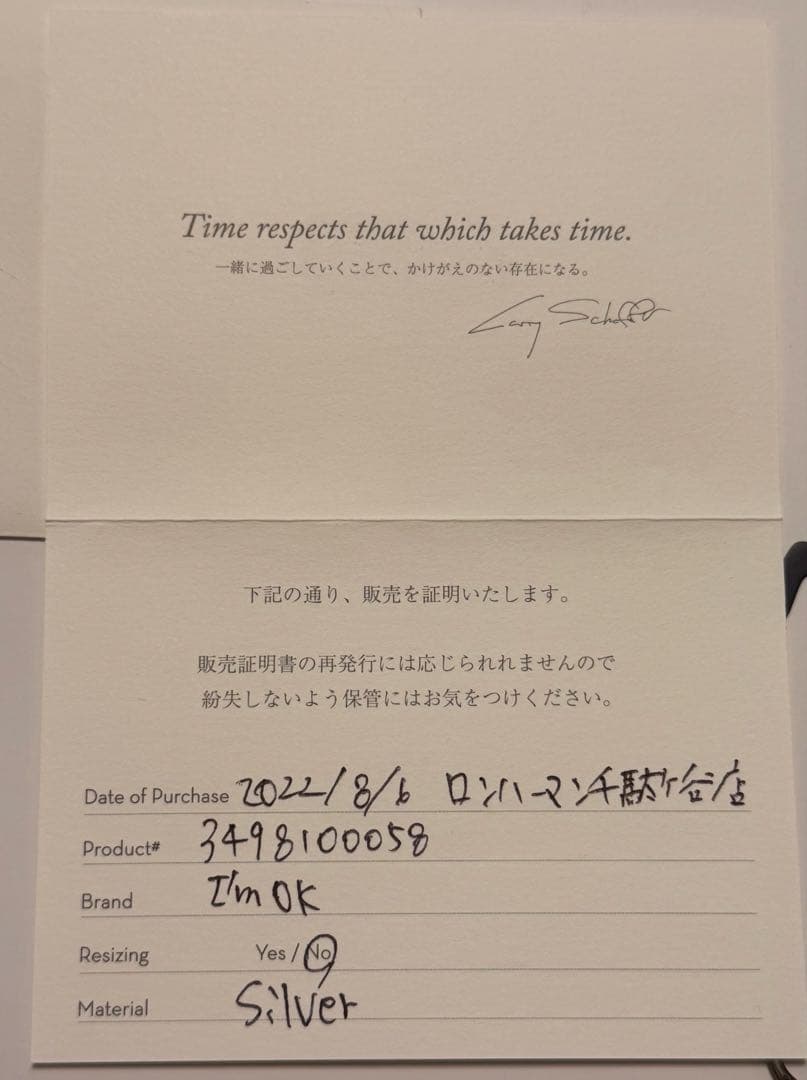 Time respects that which takes time.
一緒に過ごしていくことで、かけがえのない存在になる。
下記の通り、販売を証明いたします。
販売証明書の再発行には応じられれませんので
紛失しないよう保管にはお気をつけください。
Date of Purchase 2022/8/6 ロンハーマン千駄ヶ谷店
Product# 3498100058
Brand I'm OK
Resizing Yes / No
Material Silver